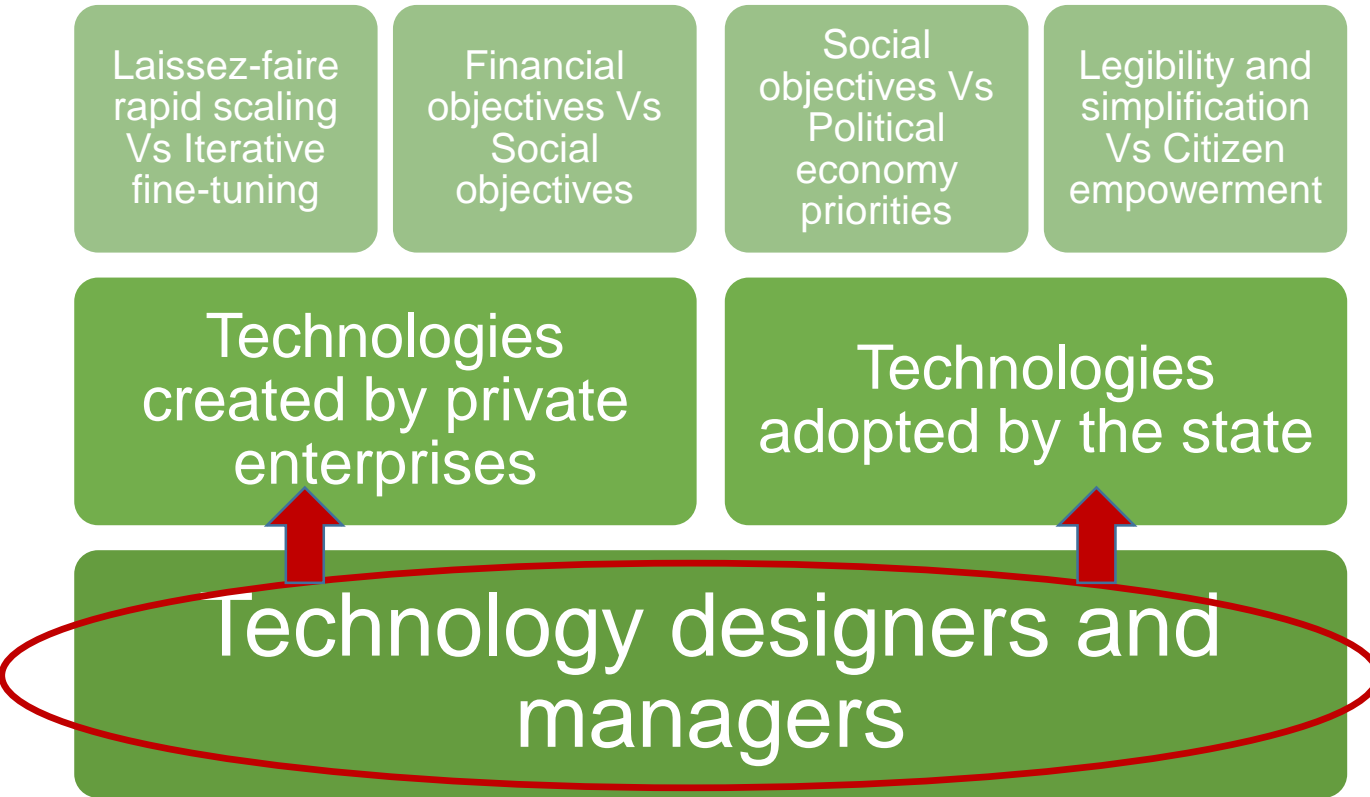 Laissez-faire
rapid scaling
Vs Iterative
fine-tuning
Financial
objectives Vs
Social
objectives
Social
objectives Vs
Political
economy
priorities
Legibility and
simplification
Vs Citizen
empowerment
Technologies
created by private
enterprises
Technologies
adopted by the state
Technology designers and
managers